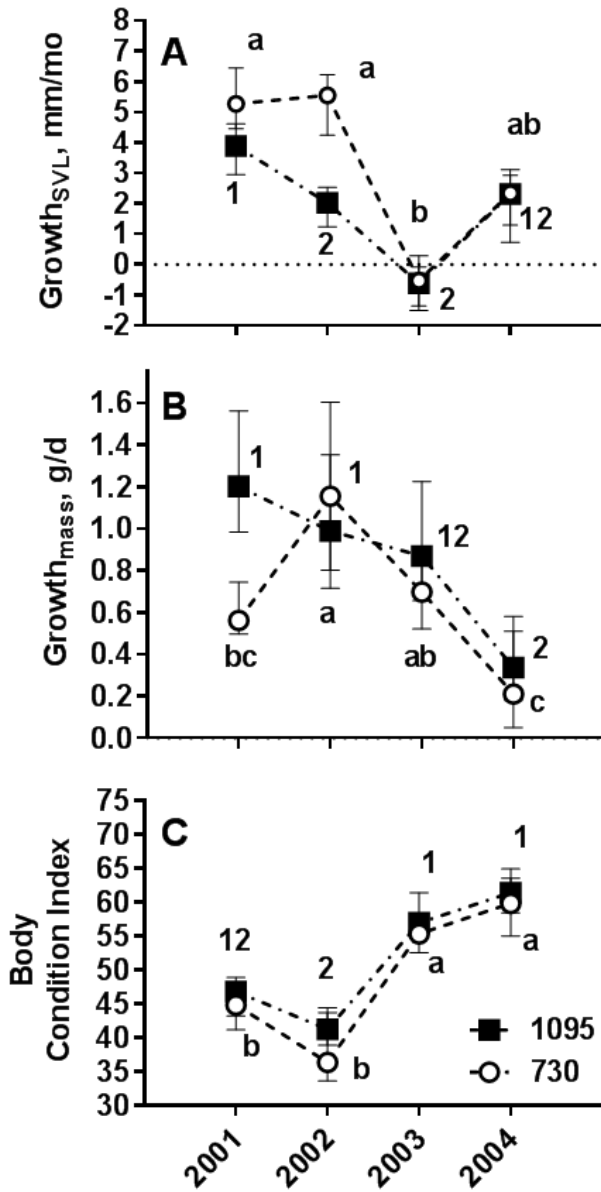 A
Growth SVL, mm/mo
8
7
6
5
4
3
2
1
0
-1
-2
a
a
b
ab
1
2
2
12
B
Growth mass, g/d
1.6
1.4
1.2
1.0
0.8
0.6
0.4
0.2
0.0
1
1
12
2
bc
a
ab
c
C
Body
Condition Index
75
70
65
60
55
50
45
40
35
30
12
2
1
1
b
b
a
a
1095
730
2001
2002
2003
2004